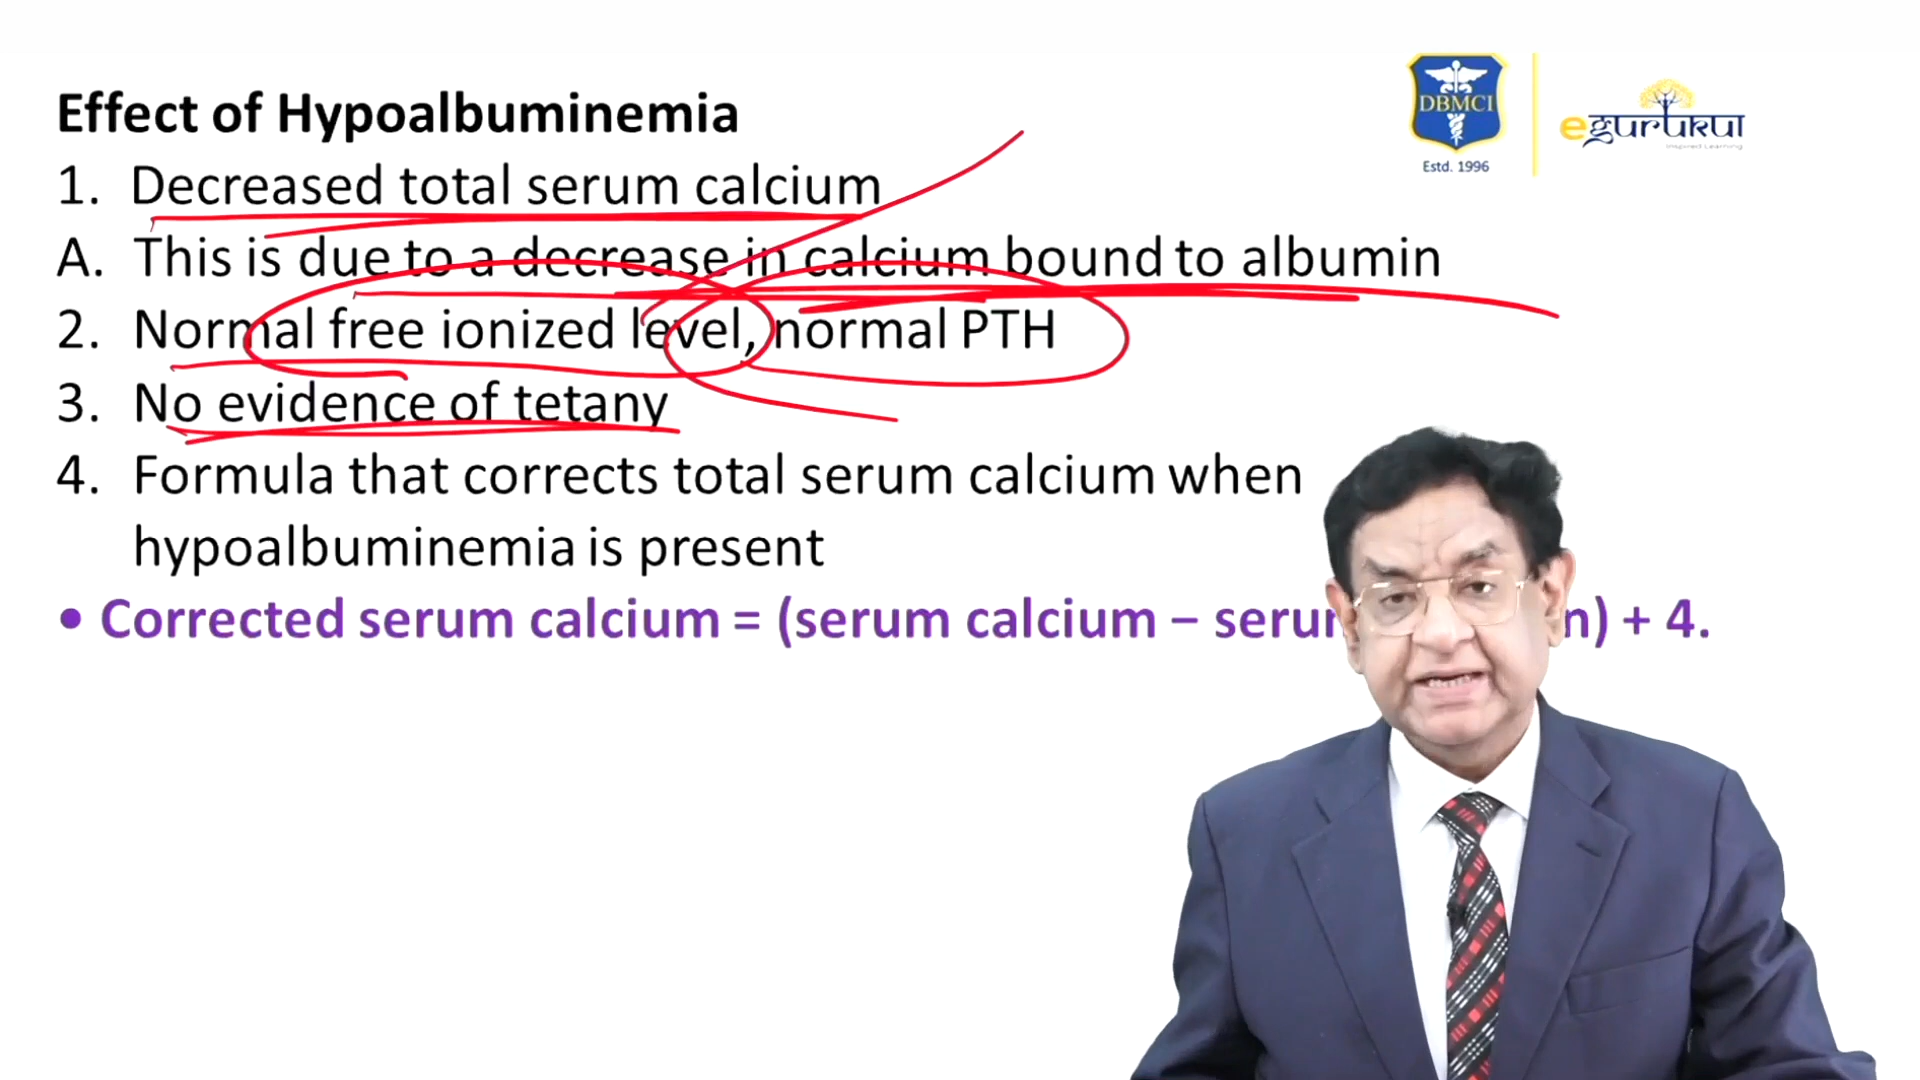 Effect of Hypoalbuminemia
1. Decreased total serum calcium
A. This is due to a decrease in calcium bound to albumin
2. Normal free ionized level, normal PTH
3. No evidence of tetany
4. Formula that corrects total serum calcium when
hypoalbuminemia is present
• Corrected serum calcium = (serum calcium – n) + 4.
DBMCI
Estd. 1996
egurukul
Inspired Learning